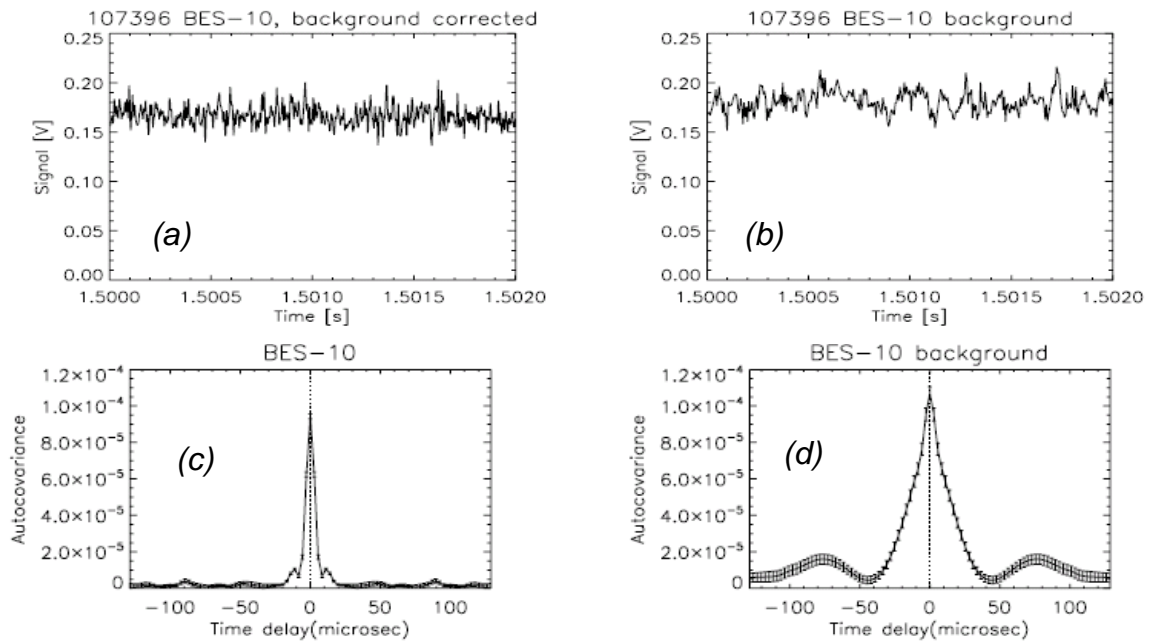 107396 BES-10, background corrected
0.25
0.20
0.15
0.10
0.05
0.00
Signal [V]
(a)
1.5000 1.5005 1.5010 1.5015 1.5020
Time [s]
107396 BES-10 background
0.25
0.20
0.15
0.10
0.05
0.00
Signal [V]
(b)
1.5000 1.5005 1.5010 1.5015 1.5020
Time [s]
BES-10
1.2×10-4
1.0×10-4
8.0×10-5
6.0×10-5
4.0×10-5
2.0×10-5
0
Autocovariance
(c)
-100 -50 0 50 100
Time delay(microsec)
BES-10 background
1.2×10-4
1.0×10-4
8.0×10-5
6.0×10-5
4.0×10-5
2.0×10-5
0
Autocovariance
(d)
-100 -50 0 50 100
Time delay(microsec)